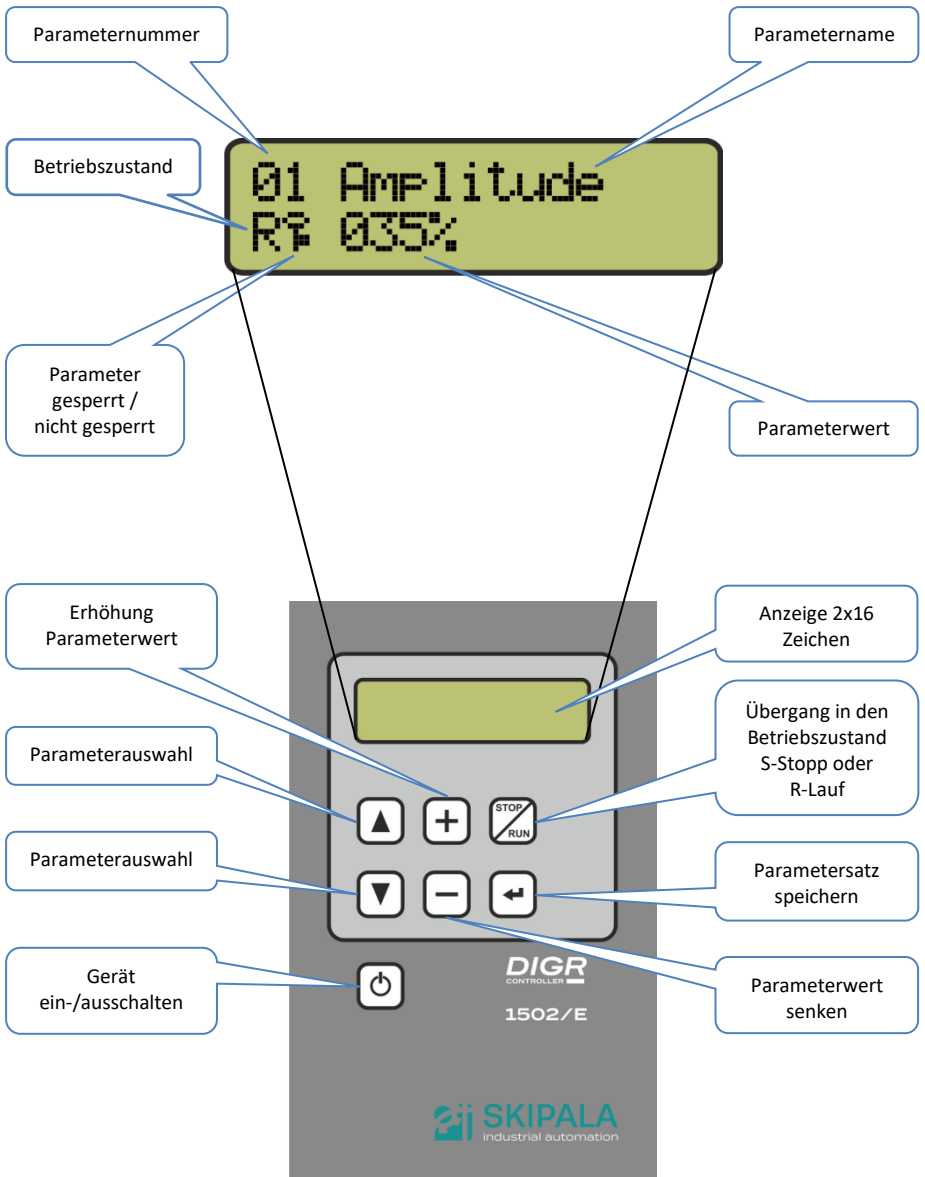 Parameternummer
Parametername
Betriebszustand
01 Amplitude
R 035%
Parameter
gesperrt /
nicht gesperrt
Parameterwert
Erhöhung
Parameterwert
Anzeige 2x16
Zeichen
Parameterauswahl
Übergang in den
Betriebszustand
S-Stopp oder
R-Lauf
STOP
RUN
Parameterauswahl
Parametersatz
speichern
Gerät
ein-/ausschalten
DIGR
CONTROLLER
1502/E
Parameterwert
senken
SKIPALA
industrial automation